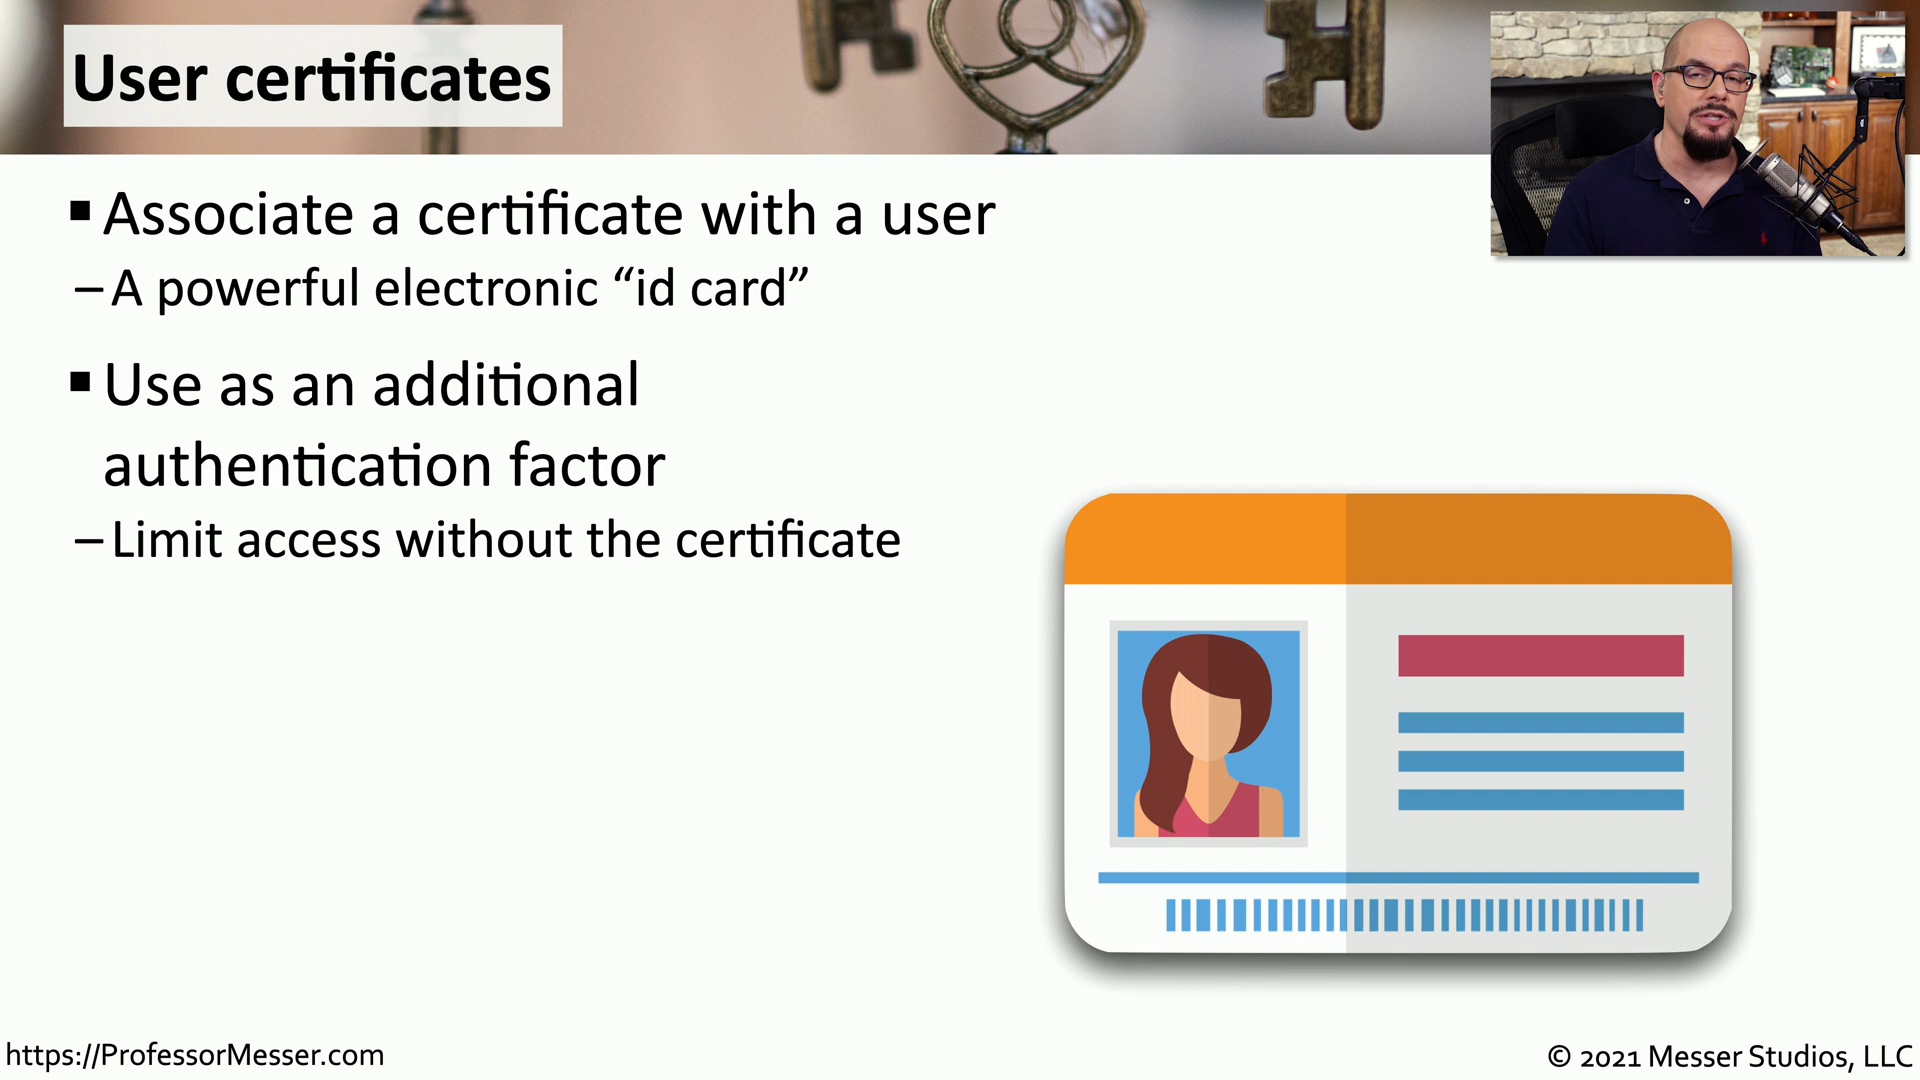 User certificates
▪ Associate a certificate with a user
– A powerful electronic “id card”
▪ Use as an additional
authentication factor
– Limit access without the certificate
https://ProfessorMesser.com
© 2021 Messer Studios, LLC